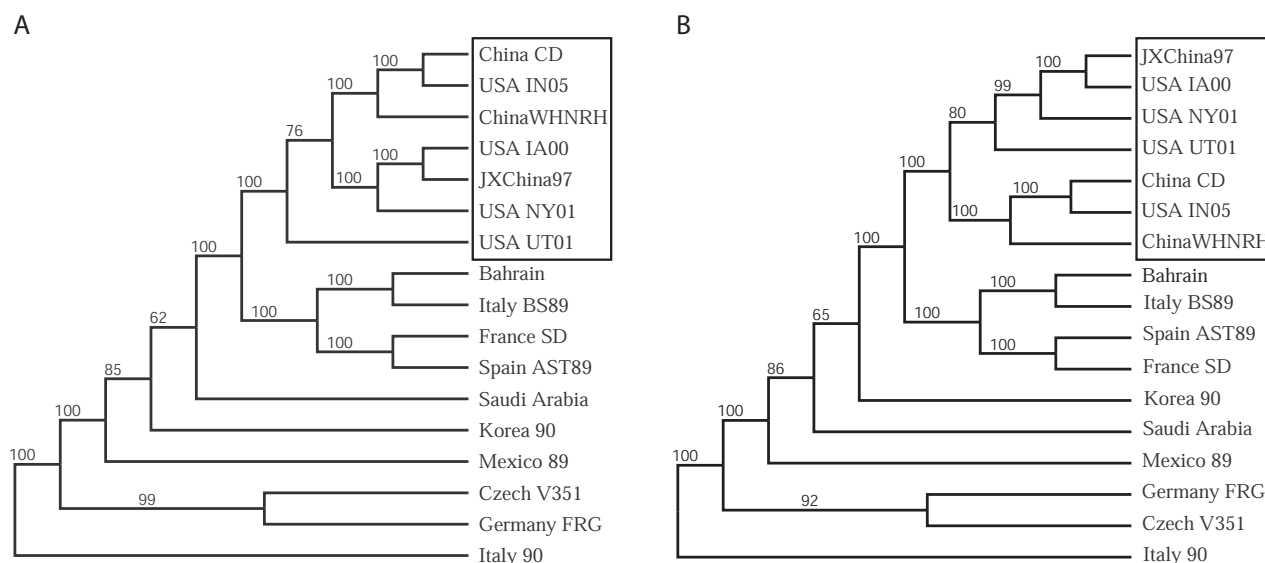 A
China CD
USA IN05
ChinaWHNRH
USA IA00
JXChina97
USA NY01
USA UT01
Bahrain
Italy BS89
France SD
Spain AST89
Saudi Arabia
Korea 90
Mexico 89
Czech V351
Germany FRG
Italy 90
100
100
100
100
76
100
100
100
100
100
62
100
85
100
99
100
B
JXChina97
USA IA00
USA NY01
USA UT01
China CD
USA IN05
ChinaWHNRH
Bahrain
Italy BS89
Spain AST89
France SD
Korea 90
Saudi Arabia
Mexico 89
Germany FRG
Czech V351
Italy 90
100
99
80
100
100
100
100
100
100
65
100
86
100
92
100